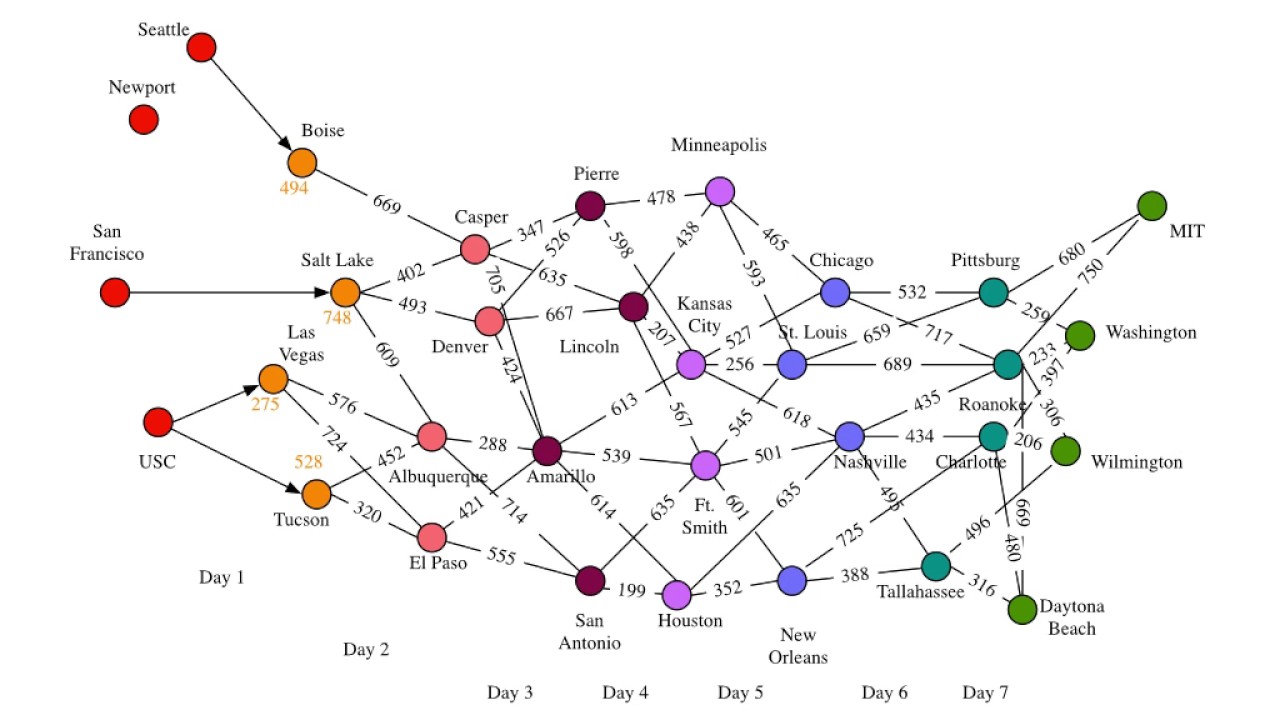 Seattle
Newport
Boise
494
Minneapolis
Pierre
478
669
Casper
347
526
598
438
465
San
Francisco
Salt Lake
748
402
493
705
635
593
Chicago
532
Pittsburg
680
750
MIT
Denver
667
Lincoln
207
Kansas
City
527
St. Louis
659
717
259
Washington
Las
Vegas
275
609
424
256
689
233
397
576
613
567
618
435
Roanoke
306
USC
724
528
452
Albuquerque
288
Amarillo
539
545
501
Nashville
434
Charlotte
206
Wilmington
Tucson
320
421
714
614
635
Ft.
Smith
601
635
495
725
496
669
480
El Paso
555
Day 1
199
352
388
Tallahassee
316
Daytona
Beach
San
Antonio
Houston
New
Orleans
Day 2
Day 3
Day 4
Day 5
Day 6
Day 7